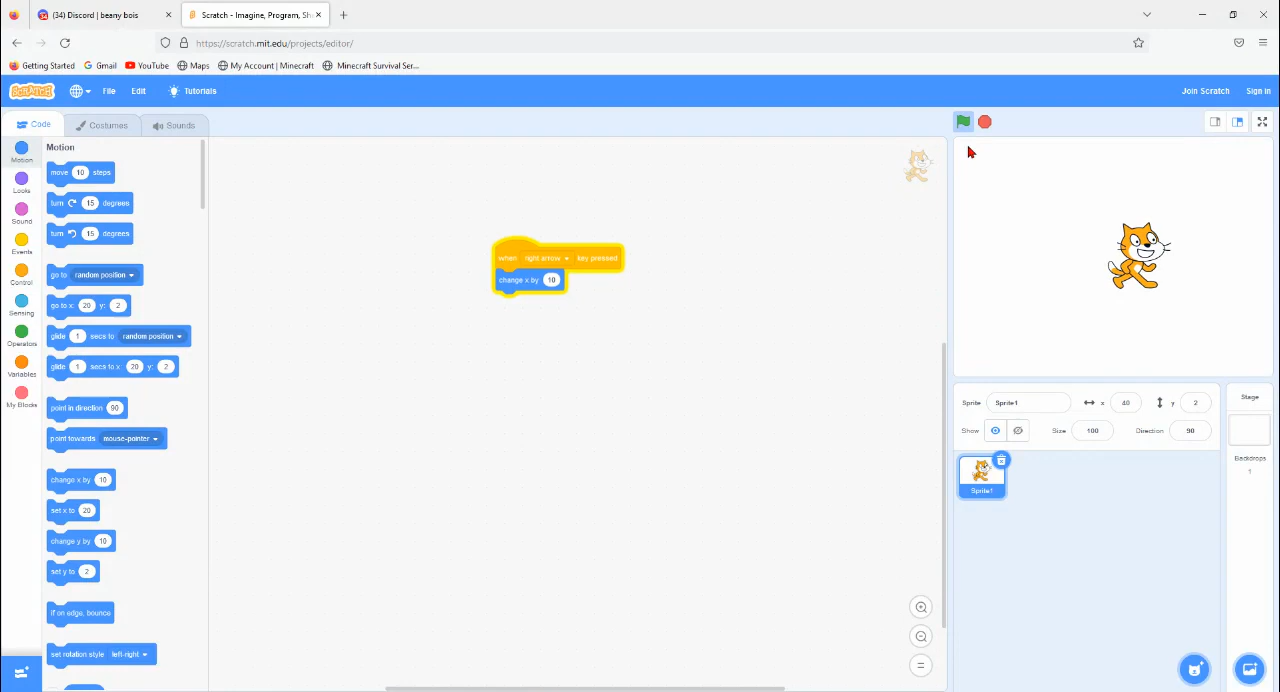 (34) Discord | beany bois
Scratch - Imagine, Program, Sh
https://scratch.mit.edu/projects/editor/
Getting Started
Gmail
YouTube
Maps
My Account | Minecraft
Minecraft Survival Ser...
SCRATCH
File
Edit
Tutorials
Join Scratch
Sign in
Code
Costumes
Sounds
Motion
Looks
Sound
Events
Control
Sensing
Operators
Variables
My Blocks
Motion
move 10 steps
turn 15 degrees
turn 15 degrees
go to random position
go to x: 20 y: 2
glide 1 secs to random position
glide 1 secs to x: 20 y: 2
point in direction 90
point towards mouse-pointer
change x by 10
set x to 20
change y by 10
set y to 2
if on edge, bounce
set rotation style left-right
when right arrow key pressed
change x by 10
Sprite Sprite1 x 40 y 2
Show Size 100 Direction 90
Sprite1
Stage
Backdrops
1